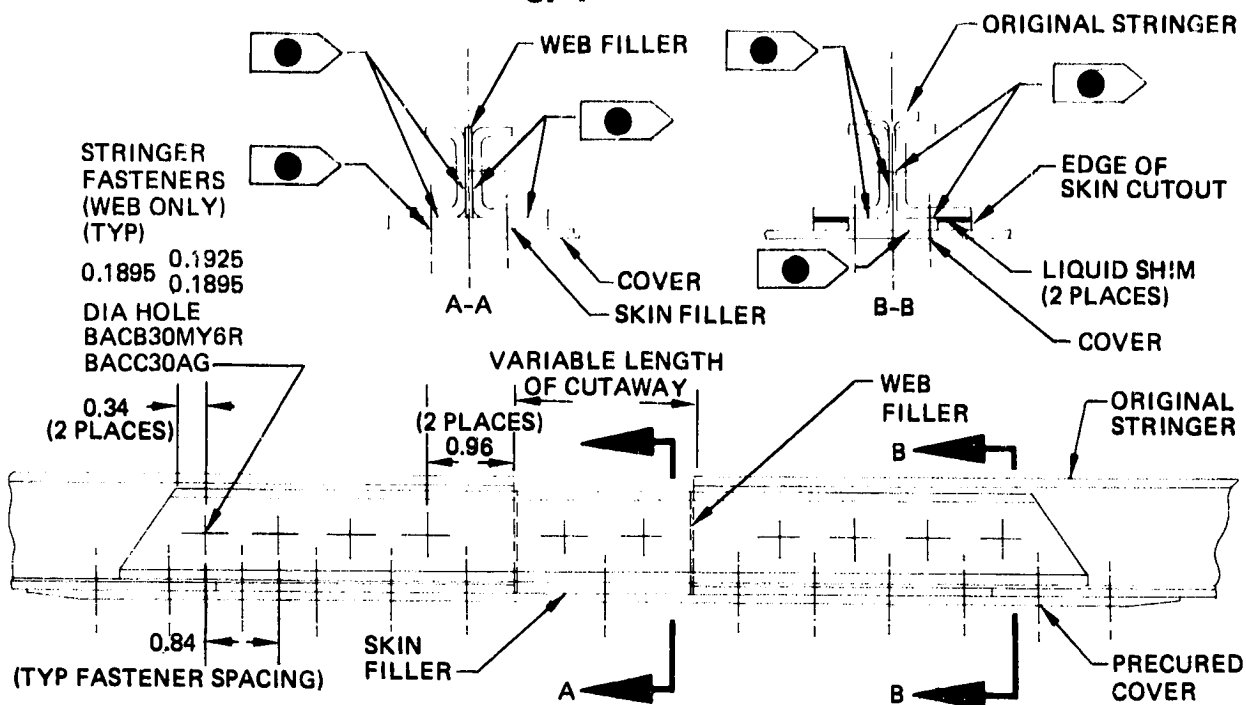 WEB FILLER
ORIGINAL STRINGER
STRINGER
FASTENERS
(WEB ONLY)
(TYP)
0.1895 0.1925
0.1895
DIA HOLE
BACB30MY6R
BACC30AG
EDGE OF
SKIN CUTOUT
COVER
SKIN FILLER
A-A
LIQUID SHIM
(2 PLACES)
B-B
COVER
VARIABLE LENGTH
OF CUTAWAY
0.34
(2 PLACES)
(2 PLACES)
0.96
WEB
FILLER
ORIGINAL
STRINGER
B
0.84
(TYP FASTENER SPACING)
SKIN
FILLER
A
B
PRECURED
COVER